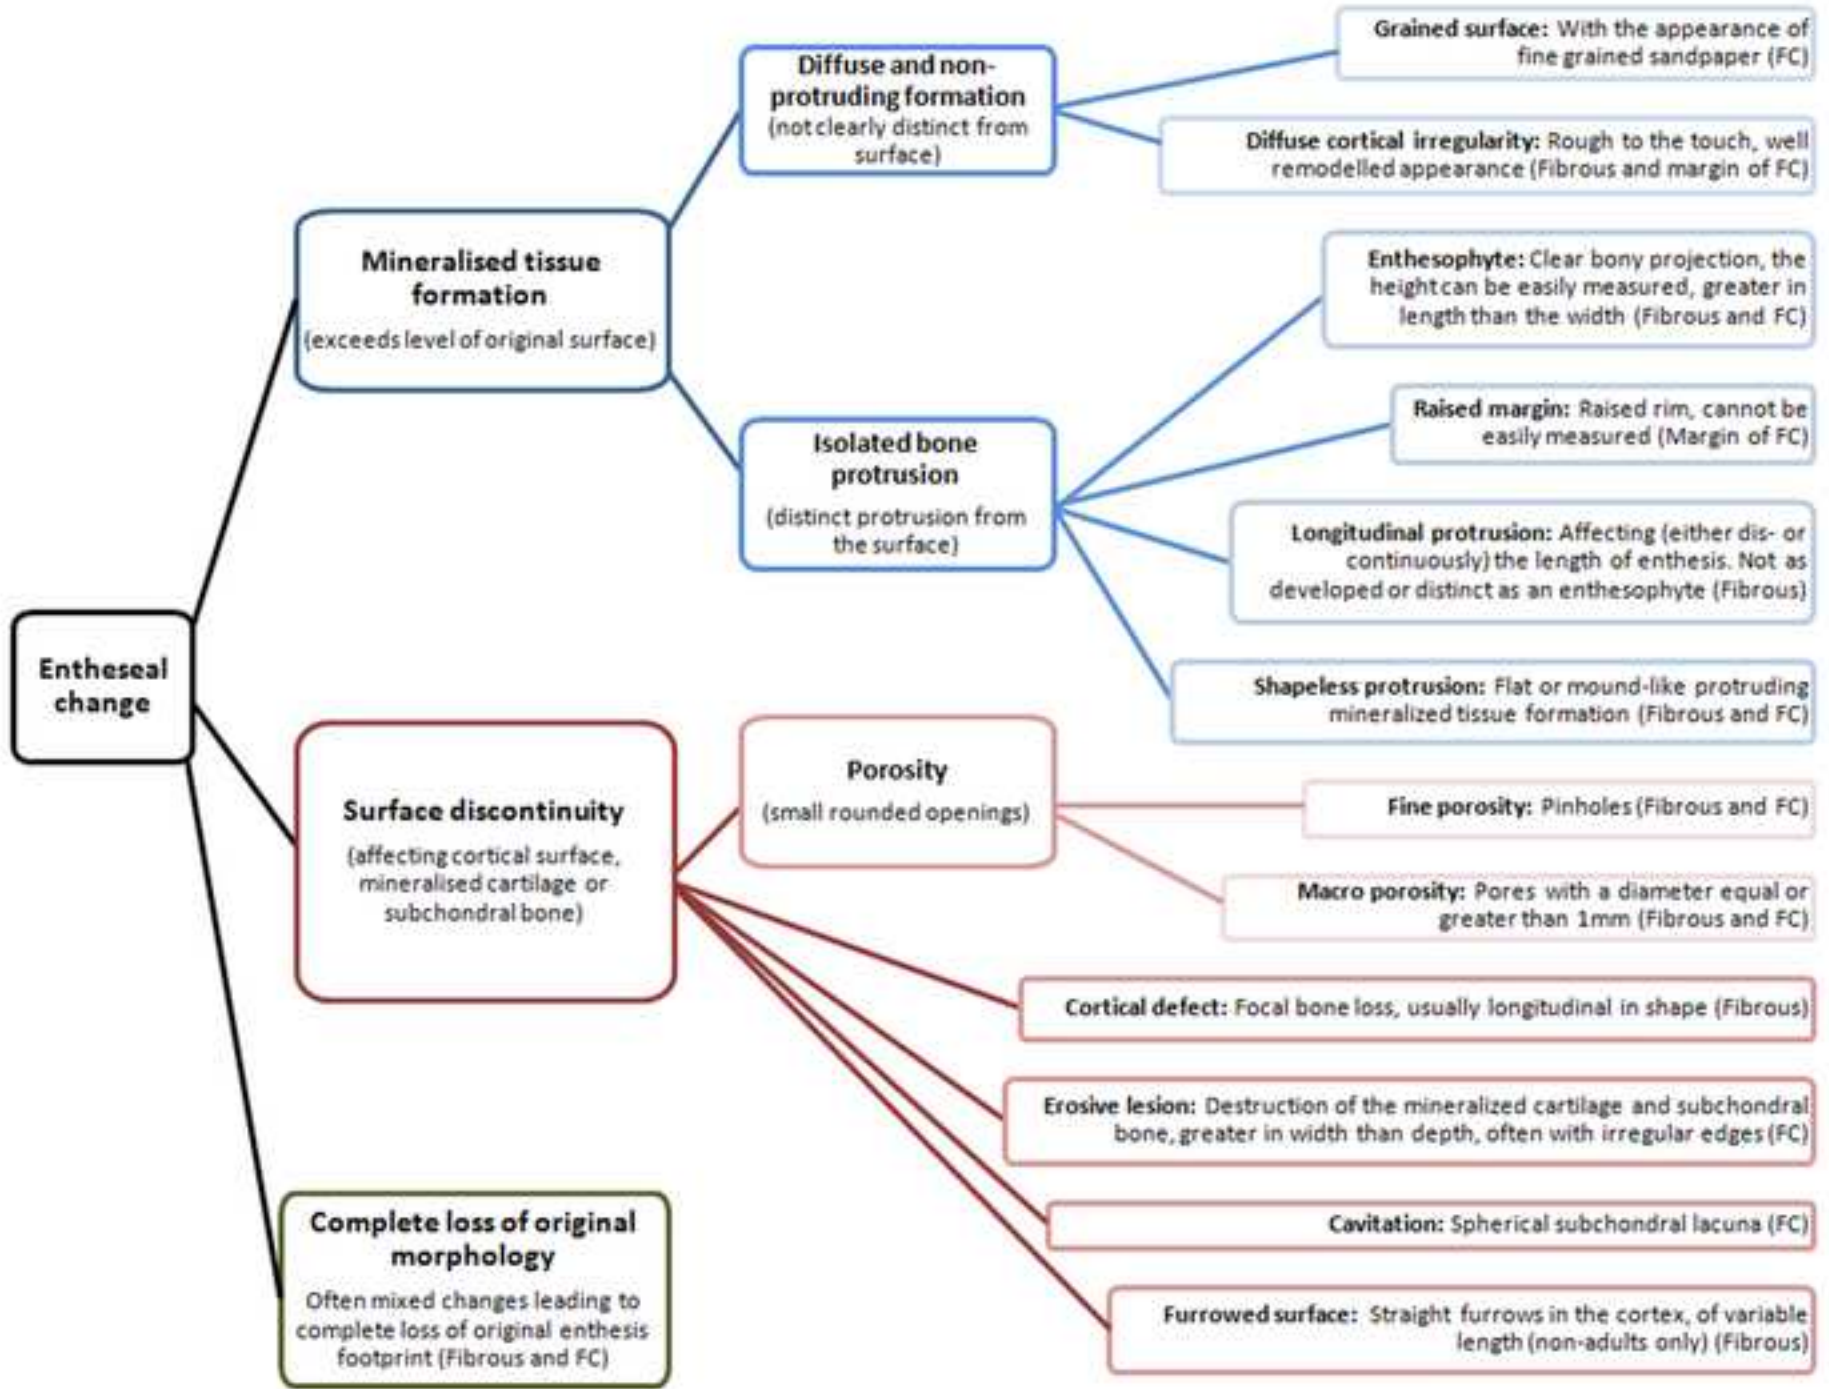 Entheseal
change
Mineralised tissue
formation
(exceeds level of original surface)
Diffuse and non-
protruding formation
(not clearly distinct from
surface)
Grained surface: With the appearance of
fine grained sandpaper (FC)
Diffuse cortical irregularity: Rough to the touch, well
remodelled appearance (Fibrous and margin of FC)
Isolated bone
protrusion
(distinct protrusion from
the surface)
Enthesophyte: Clear bony projection, the
height can be easily measured, greater in
length than the width (Fibrous and FC)
Raised margin: Raised rim, cannot be
easily measured (Margin of FC)
Longitudinal protrusion: Affecting (either dis- or
continuously) the length of enthesis. Not as
developed or distinct as an enthesophyte (Fibrous)
Shapeless protrusion: Flat or mound-like protruding
mineralized tissue formation (Fibrous and FC)
Surface discontinuity
(affecting cortical surface,
mineralised cartilage or
subchondral bone)
Porosity
(small rounded openings)
Fine porosity: Pinholes (Fibrous and FC)
Macro porosity: Pores with a diameter equal or
greater than 1mm (Fibrous and FC)
Cortical defect: Focal bone loss, usually longitudinal in shape (Fibrous)
Erosive lesion: Destruction of the mineralized cartilage and subchondral
bone, greater in width than depth, often with irregular edges (FC)
Cavitation: Spherical subchondral lacuna (FC)
Furrowed surface: Straight furrows in the cortex, of variable
length (non-adults only) (Fibrous)
Complete loss of original
morphology
Often mixed changes leading to
complete loss of original enthesis
footprint (Fibrous and FC)